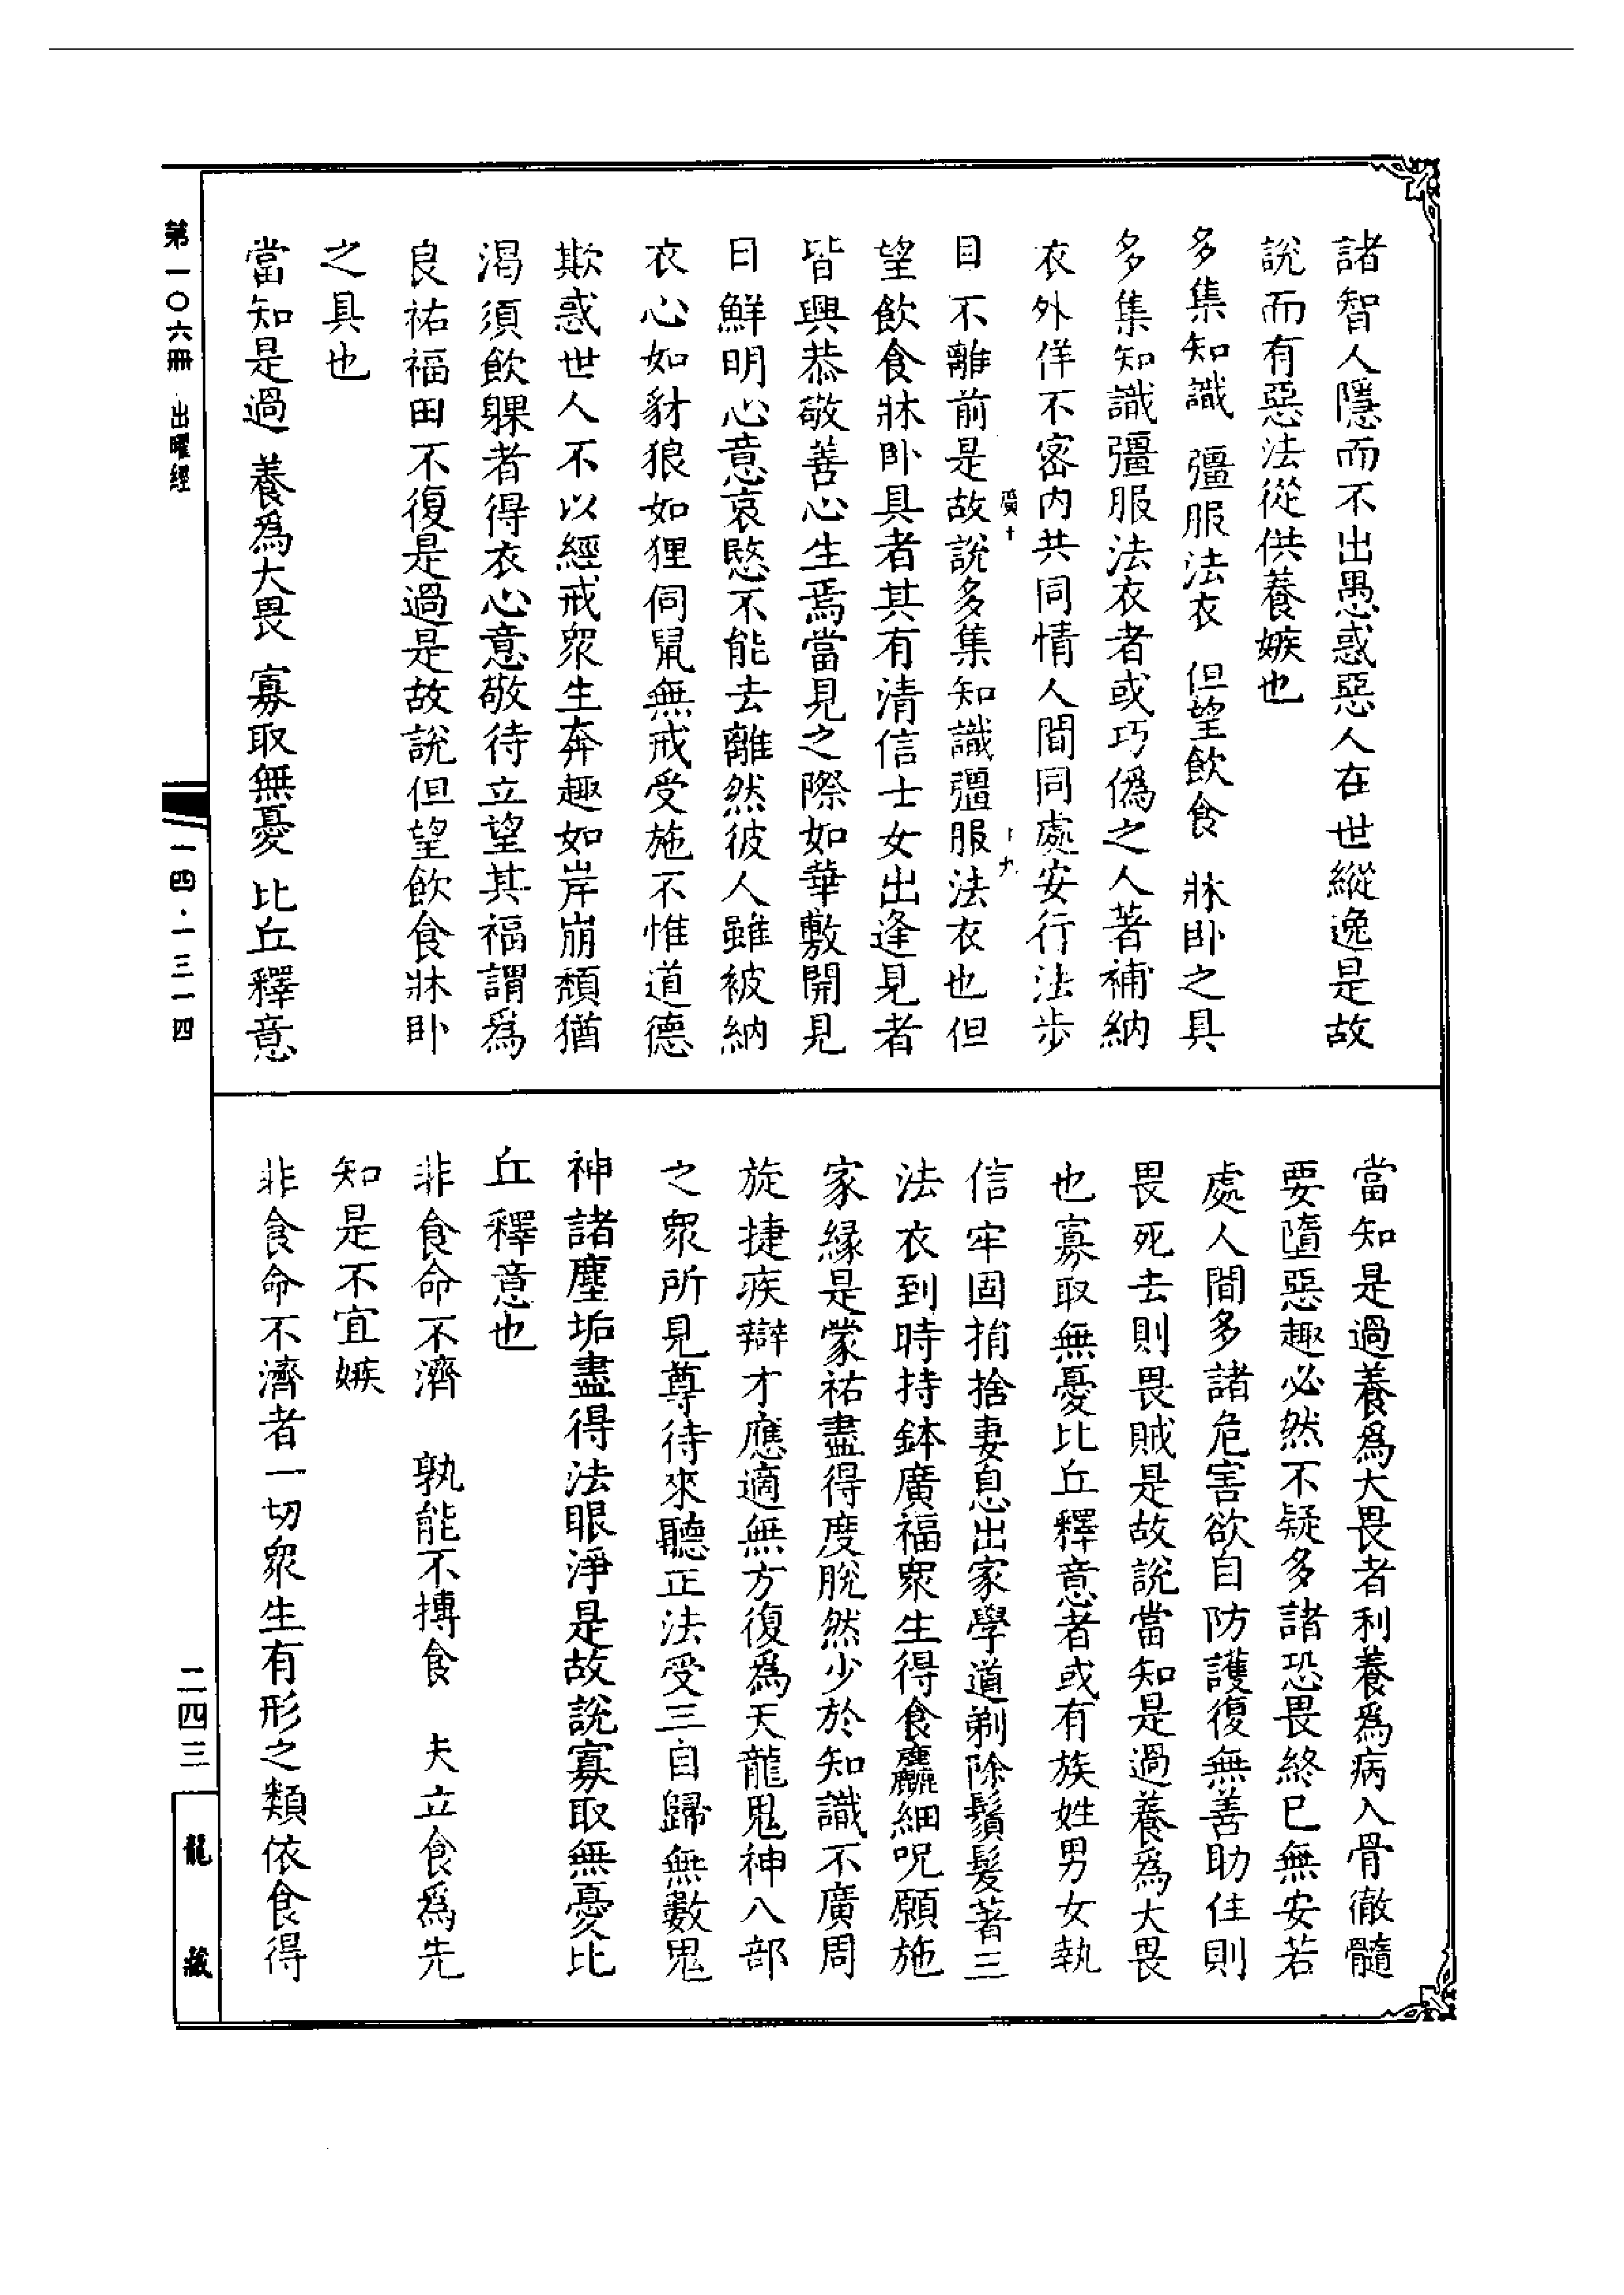 諸智人隱而不出愚惑惡人在世縱逸是故
說而有惡法從供養嫉也
多集知識　彊服法衣　但望飲食　牀臥之具
多集知識彊服法衣者或巧僞之人著補納
衣外佯不密内共同情人間同處安行法步
目不離前是故說多集知識彊服法衣也但
望飲食牀臥具者其有清信士女出逢見者
皆興恭敬善心生焉當見之際如華敷開見
日鮮明心意哀愍不能去離然彼人雖被納
衣心如豺狼如狸伺鼠無戒受施不惟道德
欺惑世人不以經戒衆生奔趣如岸崩頹猶
渴須飲躶者得衣心意敬待立望其福謂爲
良祐福田不復是過是故說但望飲食牀臥
之具也
當知是過　養爲大畏　寡取無憂　比丘釋意
當知是過養爲大畏者利養爲病入骨徹髓
要墮惡趣必然不疑多諸恐畏終已無安若
處人間多諸危害欲自防護復無善助住則
畏死去則畏賊是故說當知是過養爲大畏
也寡取無憂比丘釋意者或有族姓男女執
信牢固捐捨妻息出家學道剃除鬚髮著三
法衣到時持鉢廣福衆生得食麤細呪願施
家緣是蒙祐盡得度脫然少於知識不廣周
旋捷疾辯才應適無方復爲天龍鬼神八部
之衆所見尊待來聽正法受三自歸無數鬼
神諸塵垢盡得法眼淨是故說寡取無憂比
丘釋意也
非食命不濟　孰能不摶食　夫立食爲先
知是不宜嫉
非食命不濟者一切衆生有形之類依食得
第一〇六冊　出曜經
一四·一三一四
二四三
龍藏